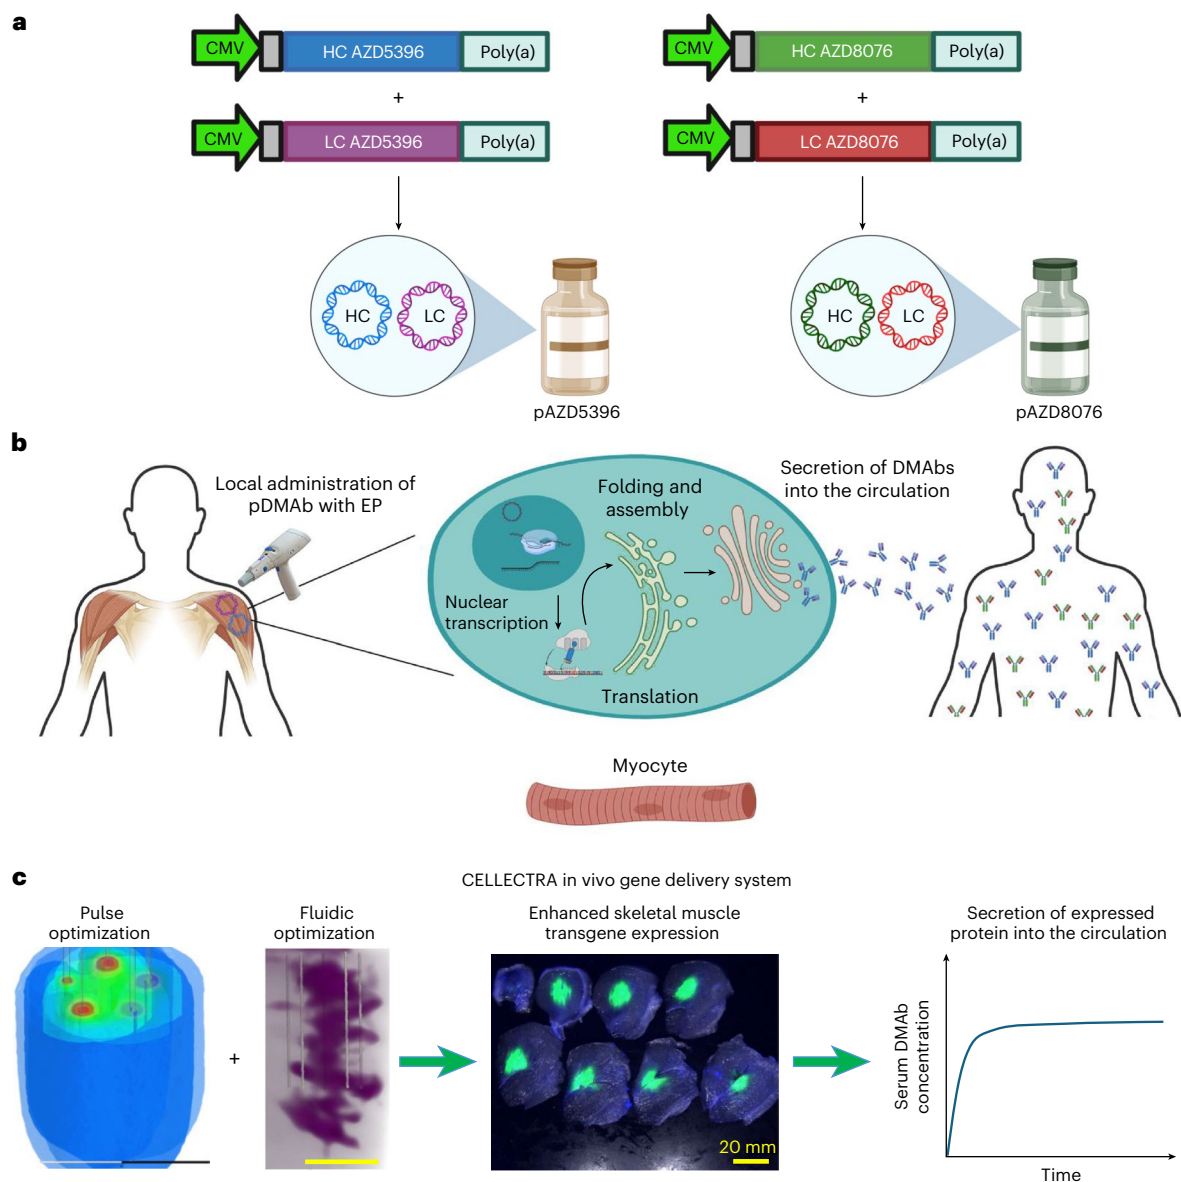 a
CMV
HC AZD5396
Poly(a)
CMV
HC AZD8076
Poly(a)
+
+
CMV
LC AZD5396
Poly(a)
CMV
LC AZD8076
Poly(a)
HC
LC
HC
LC
pAZD5396
pAZD8076
b
Local administration of
pDMAb with EP
Folding and
assembly
Secretion of DMAbs
into the circulation
Nuclear
transcription
Translation
Myocyte
c
CELLECTRA in vivo gene delivery system
Pulse
optimization
Fluidic
optimization
Enhanced skeletal muscle
transgene expression
Secretion of expressed
protein into the circulation
+
20 mm
Serum DMAb
concentration
Time